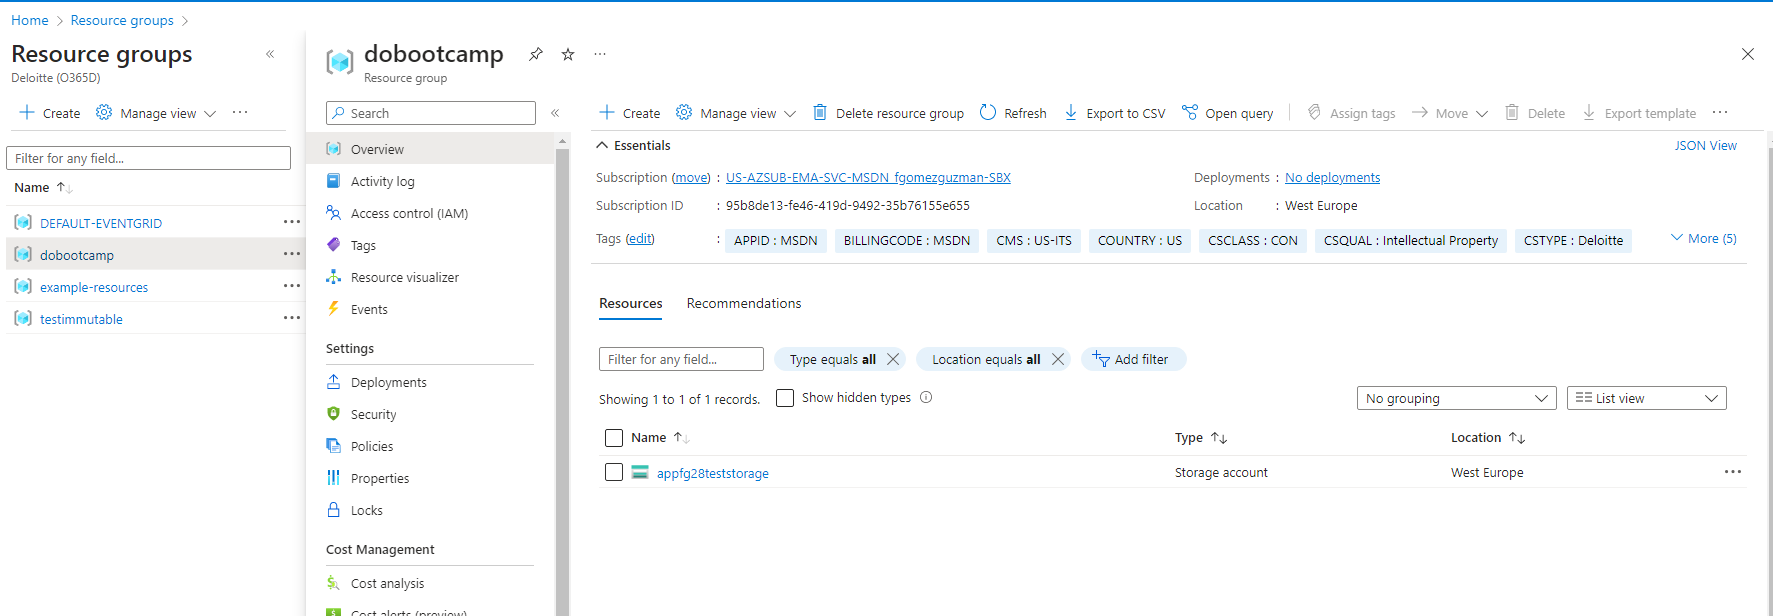 Home > Resource groups >
Resource groups
Deloitte (O365D)
Create Manage view ...
Filter for any field...
Name
DEFAULT-EVENTGRID ...
dobootcamp ...
example-resources ...
testimmutable ...
dobootcamp ...
Resource group
Search
Overview
Activity log
Access control (IAM)
Tags
Resource visualizer
Events
Settings
Deployments
Security
Policies
Properties
Locks
Cost Management
Cost analysis
Cost alerts (preview)
Create Manage view Delete resource group Refresh Export to CSV Open query Assign tags Move Delete Export template ...
Essentials JSON View
Subscription (move) : US-AZSUB-EMA-SVC-MSDN_fgomezguzman-SBX Deployments : No deployments
Subscription ID : 95b8de13-fe46-419d-9492-35b76155e655 Location : West Europe
Tags (edit) : APPID : MSDN BILLINGCODE : MSDN CMS : US-ITS COUNTRY : US CSCLASS : CON CSQUAL : Intellectual Property CSTYPE : Deloitte More (5)
Resources Recommendations
Filter for any field... Type equals all Location equals all Add filter
Showing 1 to 1 of 1 records. Show hidden types No grouping List view
Name Type Location
appfg28teststorage Storage account West Europe ...